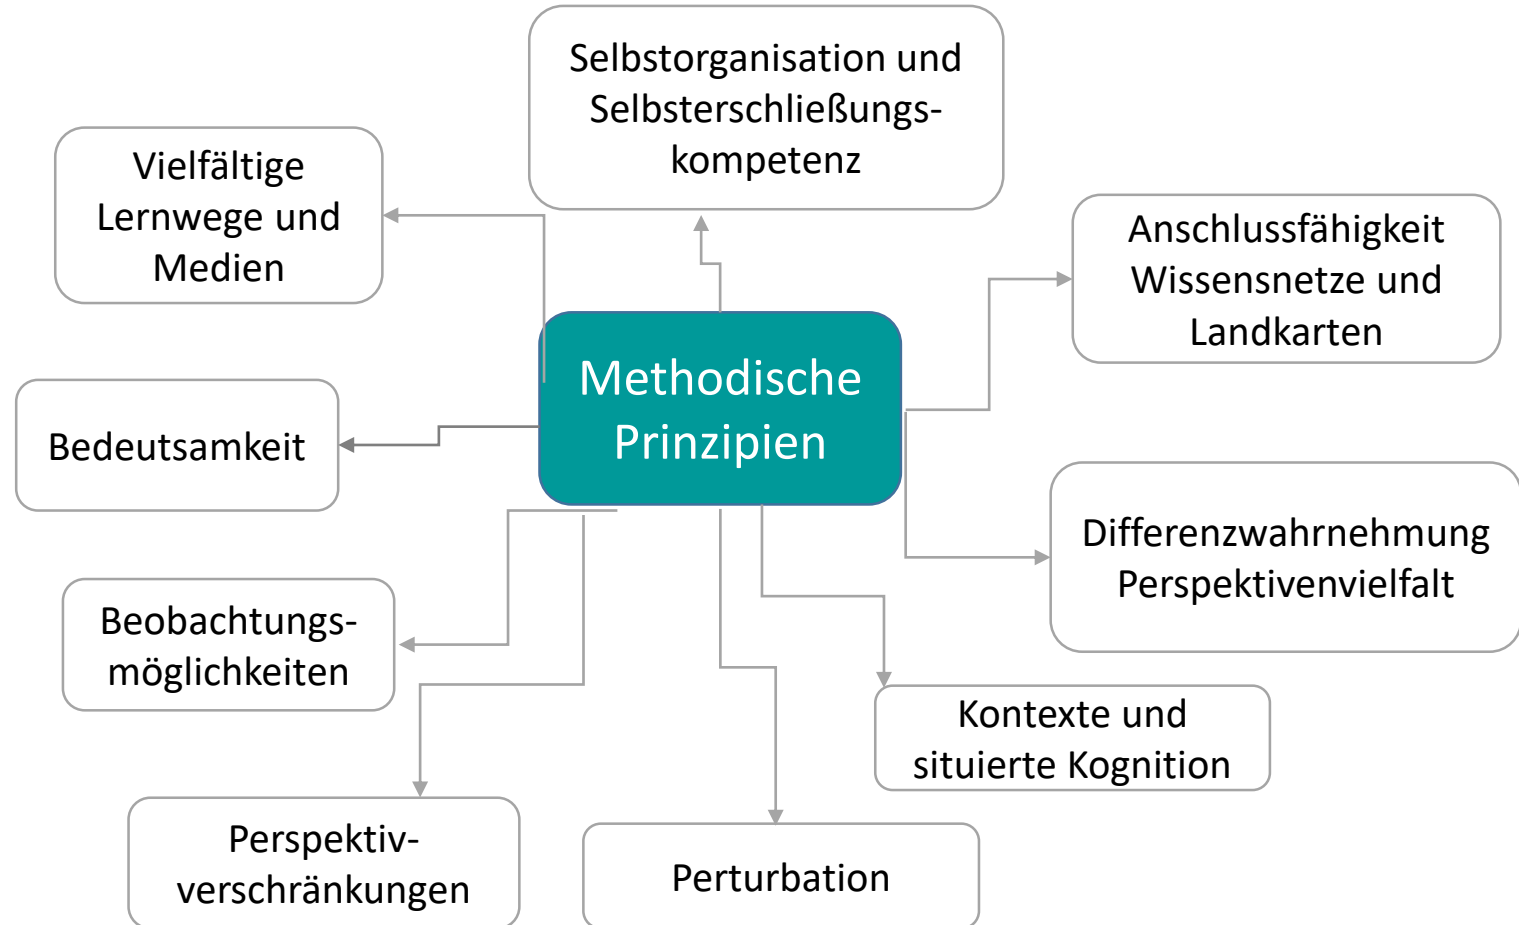 Selbstorganisation und
Selbsterschließungs-
kompetenz
Vielfältige
Lernwege und
Medien
Anschlussfähigkeit
Wissensnetze und
Landkarten
Methodische
Prinzipien
Bedeutsamkeit
Differenzwahrnehmung
Perspektivenvielfalt
Beobachtungs-
möglichkeiten
Kontexte und
situierte Kognition
Perspektiv-
verschränkungen
Perturbation